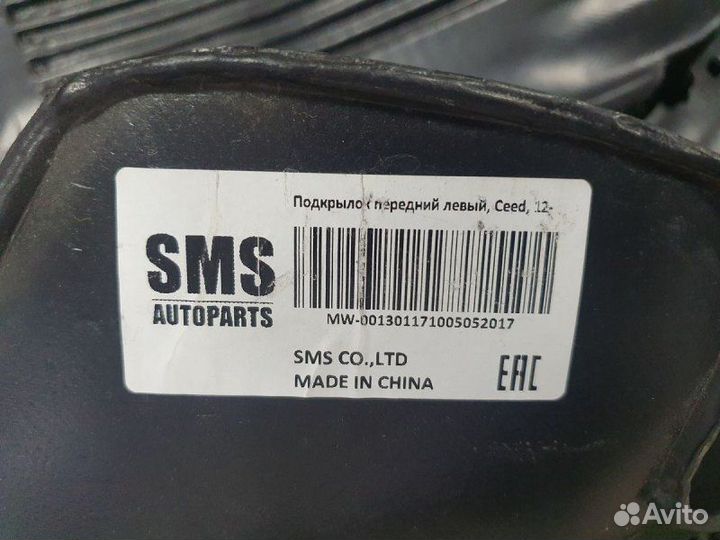 Подкрылок передний левый, Ceed, 12-
SMS
AUTOPARTS
MW-001301171005052017
SMS CO.,LTD
MADE IN CHINA
EAC
Avito